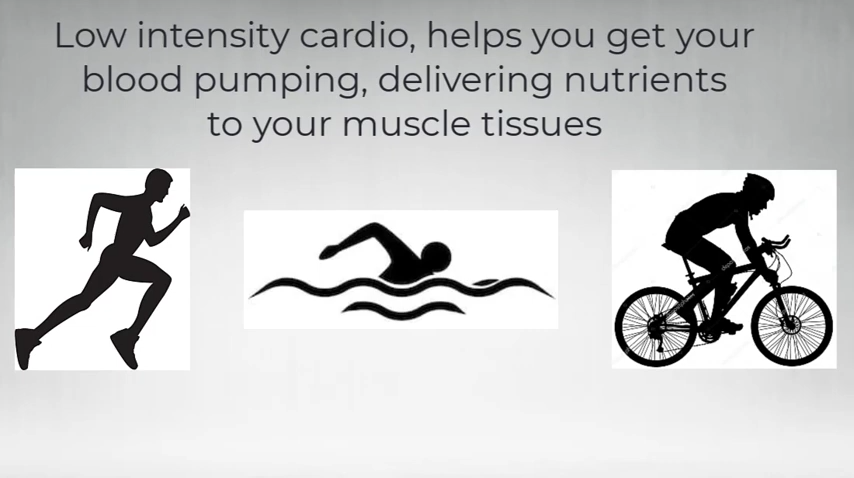 Low intensity cardio, helps you get your
blood pumping, delivering nutrients
to your muscle tissues